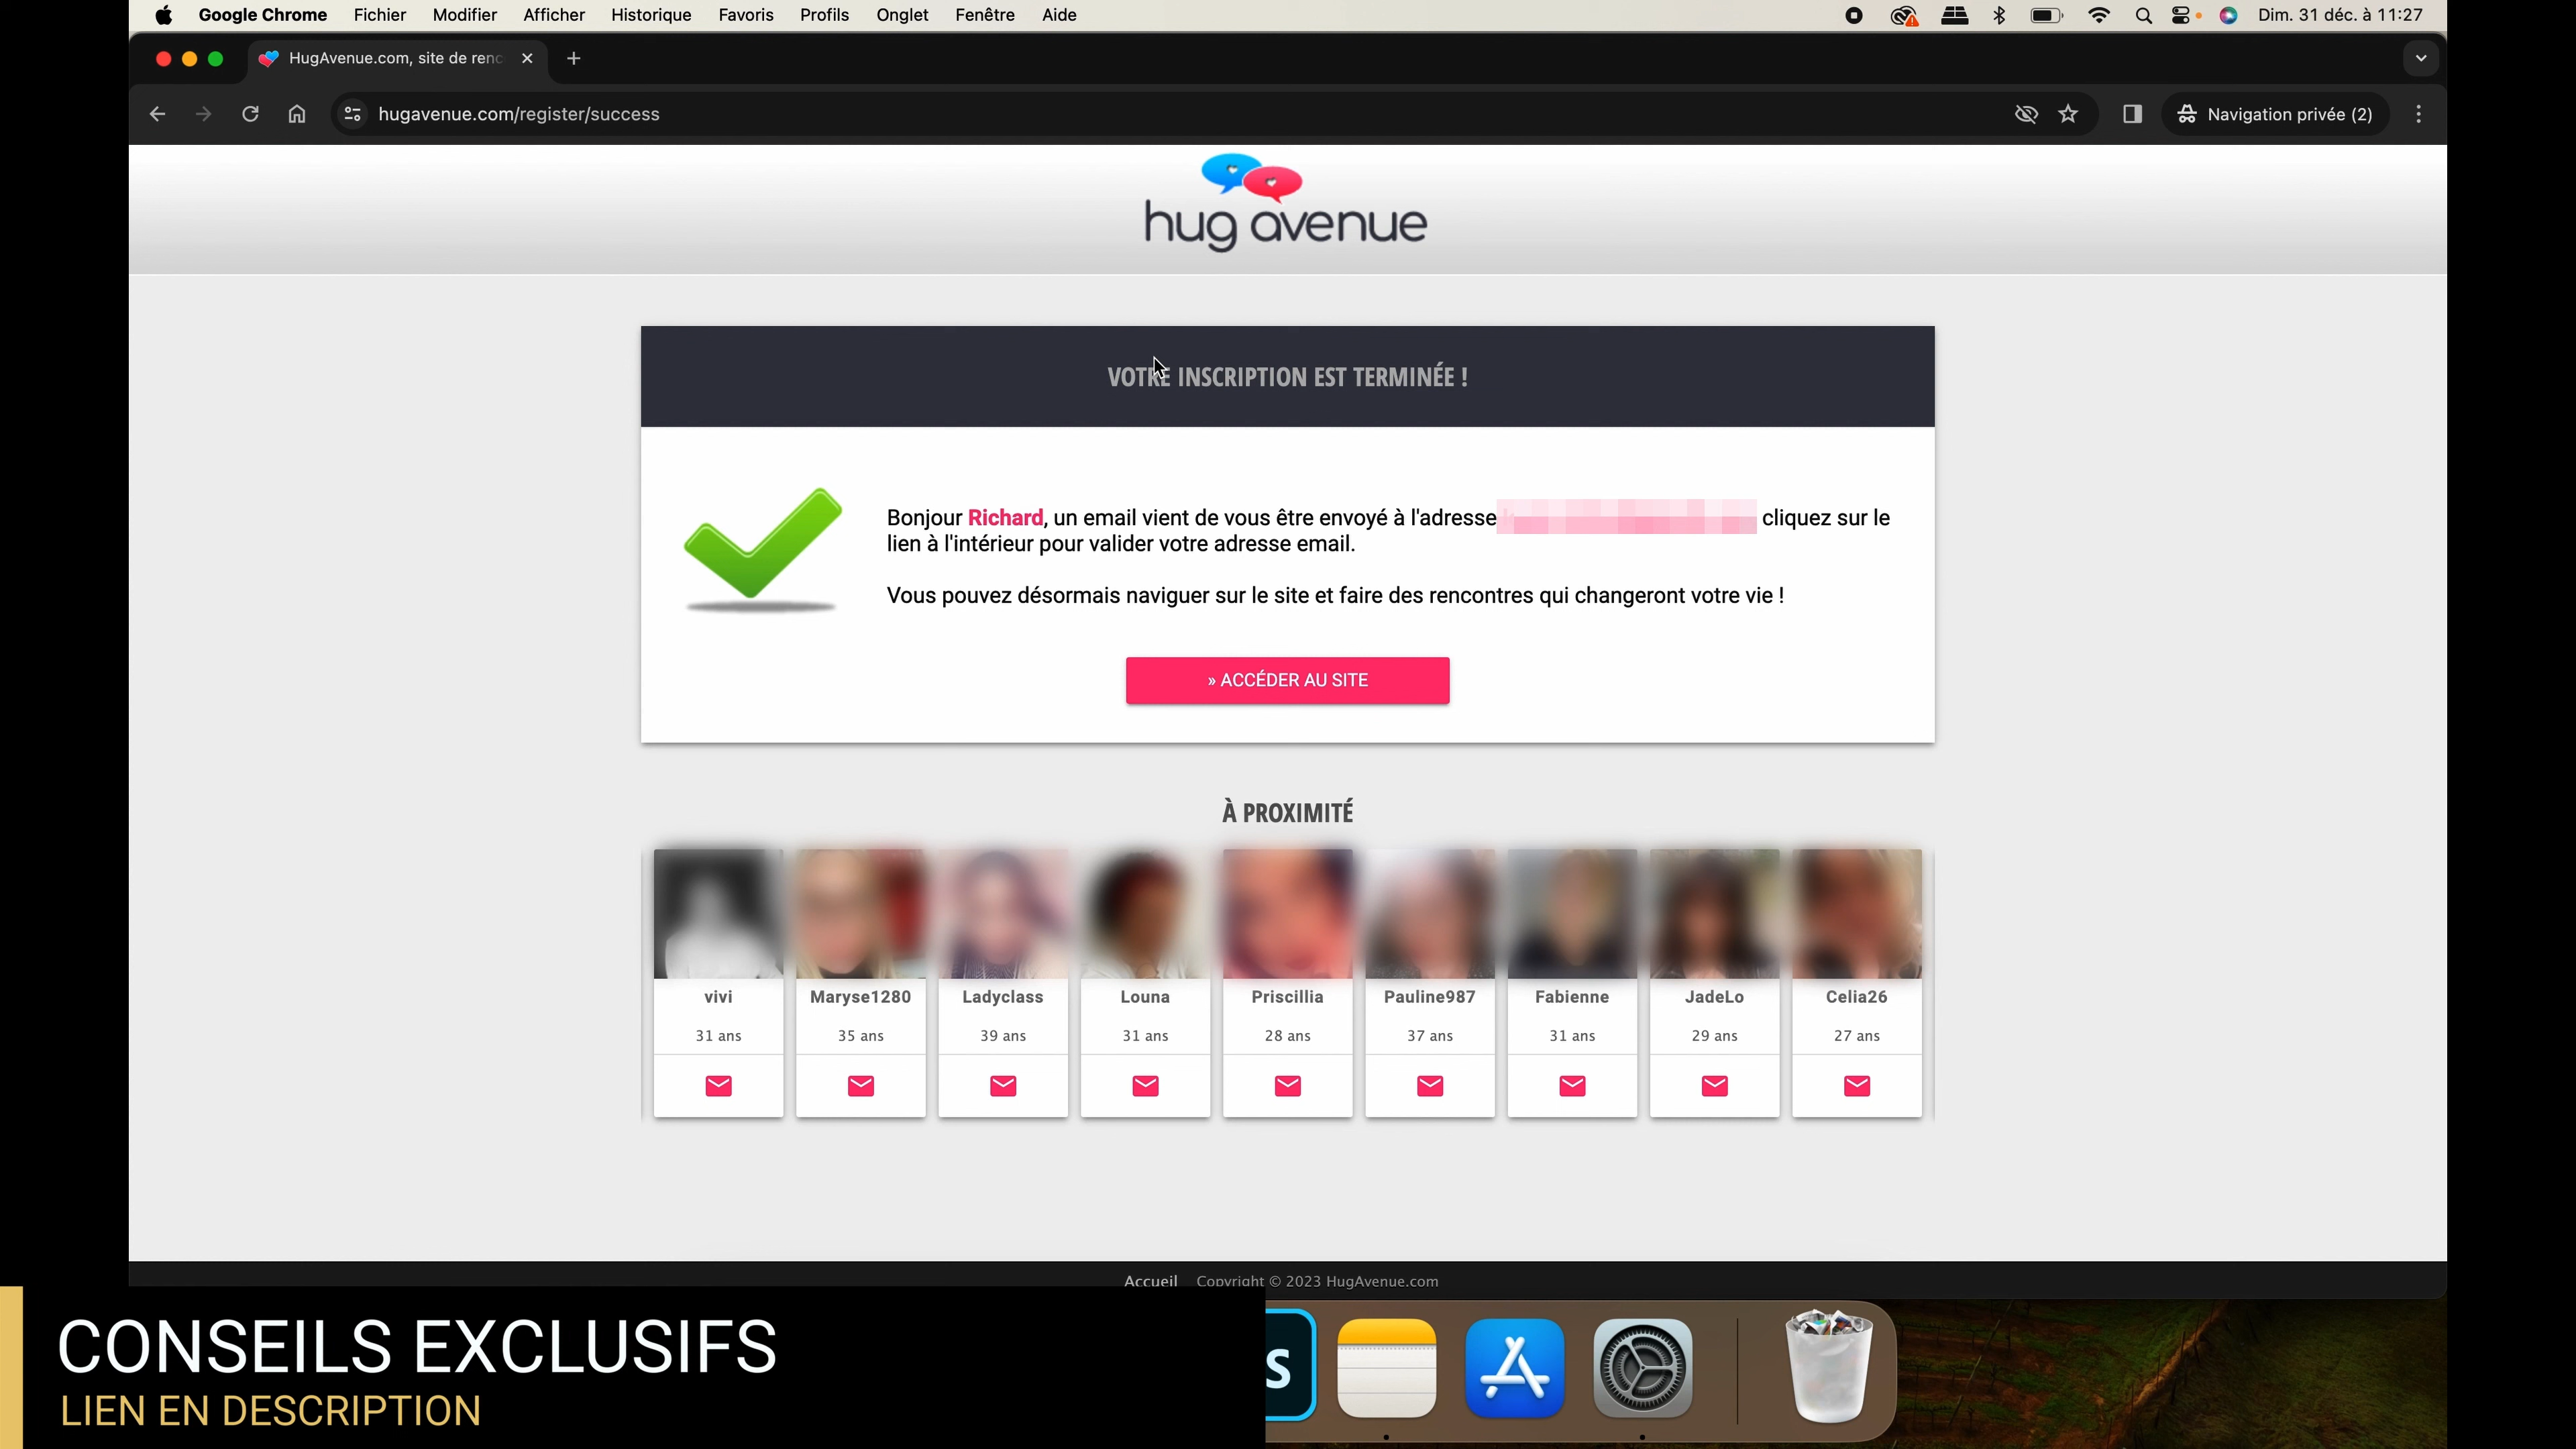 Google Chrome Fichier Modifier Afficher Historique Favoris Profils Onglet Fenêtre Aide Dim. 31 déc. à 11:27
HugAvenue.com, site de renc
hugavenue.com/register/success Navigation privée (2)
hug avenue
VOTRE INSCRIPTION EST TERMINÉE !
Bonjour Richard, un email vient de vous être envoyé à l'adresse cliquez sur le
lien à l'intérieur pour valider votre adresse email.
Vous pouvez désormais naviguer sur le site et faire des rencontres qui changeront votre vie !
» ACCÉDER AU SITE
À PROXIMITÉ
vivi Maryse1280 Ladyclass Louna Priscillia Pauline987 Fabienne JadeLo Celia26
31 ans 35 ans 39 ans 31 ans 28 ans 37 ans 31 ans 29 ans 27 ans
Accueil Copyright © 2023 HugAvenue.com
CONSEILS EXCLUSIFS
LIEN EN DESCRIPTION
s